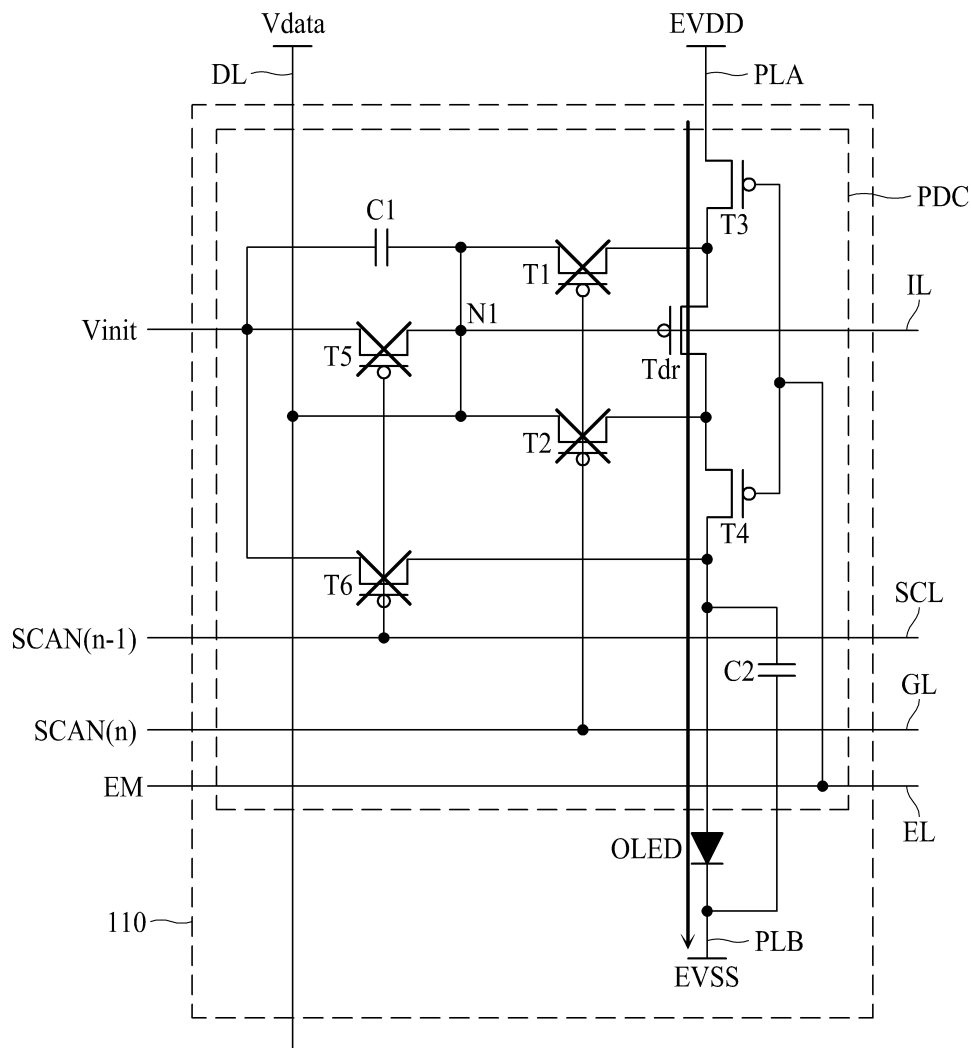 Vdata
EVDD
DL
PLA
PDC
T3
C1
T1
IL
N1
Vinit
T5
Tdr
T2
T4
T6
SCL
SCAN(n-1)
C2
GL
SCAN(n)
EM
EL
OLED
110
PLB
EVSS